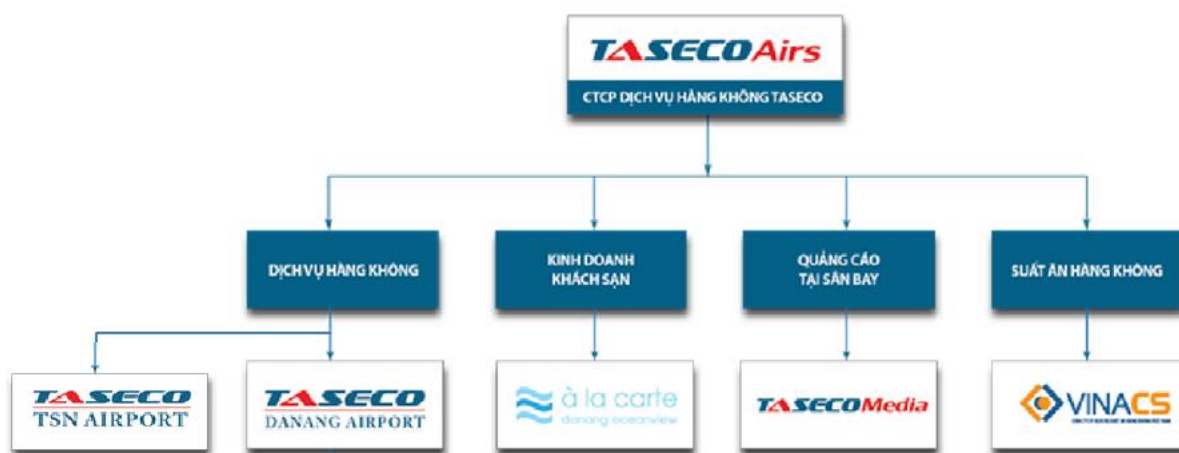 TASECOAirs
CTCP DỊCH VỤ HÀNG KHÔNG TASECO
DỊCH VỤ HÀNG KHÔNG
KINH DOANH
KHÁCH SẠN
QUẢNG CÁO
TẠI SÂN BAY
SUẤT ĂN HÀNG KHÔNG
TASECO
TSN AIRPORT
TASECO
DANANG AIRPORT
à la carte
danang oceanview
TASECOMedia
VINACS